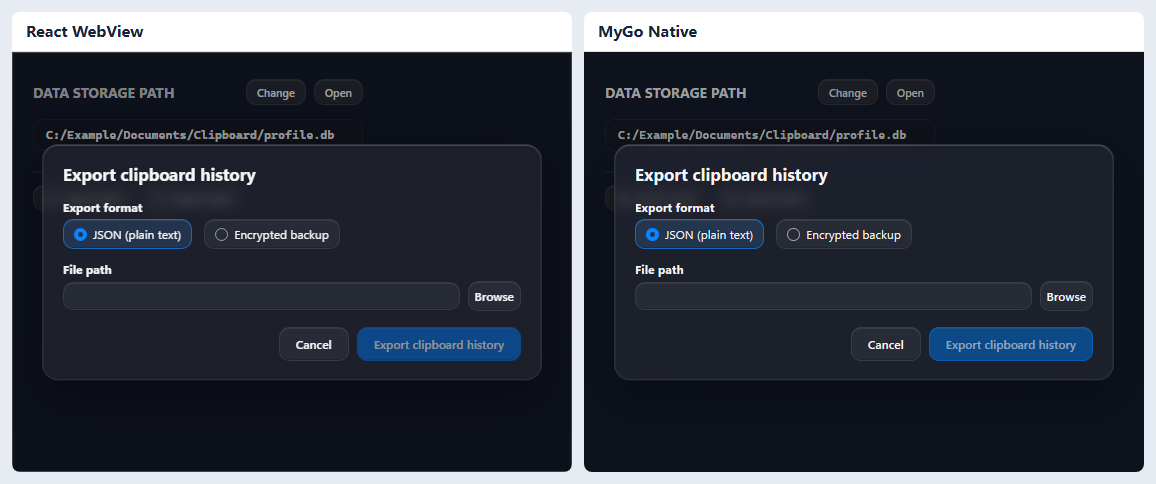 React WebView
DATA STORAGE PATH
Change
Open
C:/Example/Documents/Clipboard/profile.db
Export clipboard history
Export format
JSON (plain text)
Encrypted backup
File path
Browse
Cancel
Export clipboard history
MyGo Native
DATA STORAGE PATH
Change
Open
C:/Example/Documents/Clipboard/profile.db
Export clipboard history
Export format
JSON (plain text)
Encrypted backup
File path
Browse
Cancel
Export clipboard history